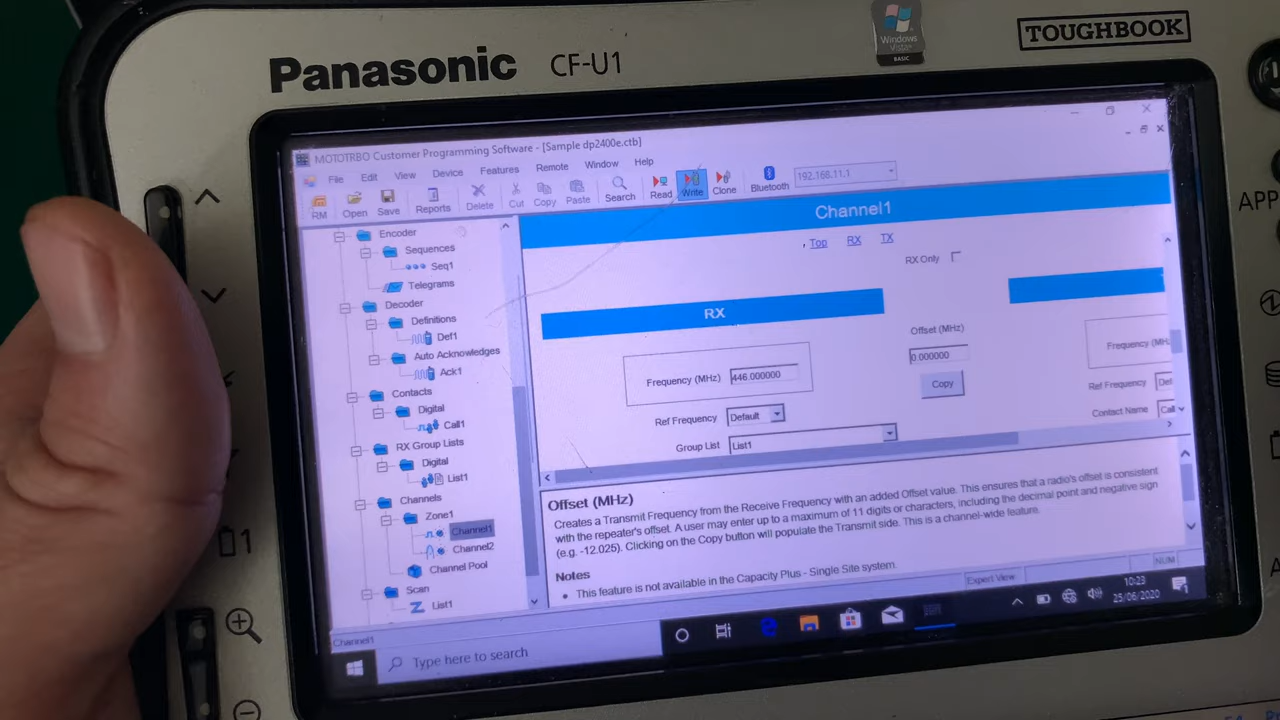 Panasonic CF-U1
Windows Vista
BASIC
TOUGHBOOK
MOTOTRBO Customer Programming Software - [Sample dp2400e.ctb]
File Edit View Device Features Remote Window Help
RM Open Save Reports Delete Cut Copy Paste Search Read Write Clone Bluetooth 192.168.11.1
Encoder
Sequences
Seq1
Telegrams
Decoder
Definitions
Def1
Auto Acknowledges
Ack1
Contacts
Digital
Call1
RX Group Lists
Digital
List1
Channels
Zone1
Channel1
Channel2
Channel Pool
Scan
List1
Channel1
Channel1
Top RX TX
RX Only
RX
Offset (MHz)
0.000000
Copy
Frequency (MHz) 446.000000
Ref Frequency Default
Group List List1
Frequency (MHz
Ref Frequency Def
Contact Name Call
Offset (MHz)
Creates a Transmit Frequency from the Receive Frequency with an added Offset value. This ensures that a radio's offset is consistent
with the repeater's offset. A user may enter up to a maximum of 11 digits or characters, including the decimal point and negative sign
(e.g. -12.025). Clicking on the Copy button will populate the Transmit side. This is a channel-wide feature.
Notes
• This feature is not available in the Capacity Plus - Single Site system.
Expert View NUM
Type here to search
10:23
25/06/2020
APP
1